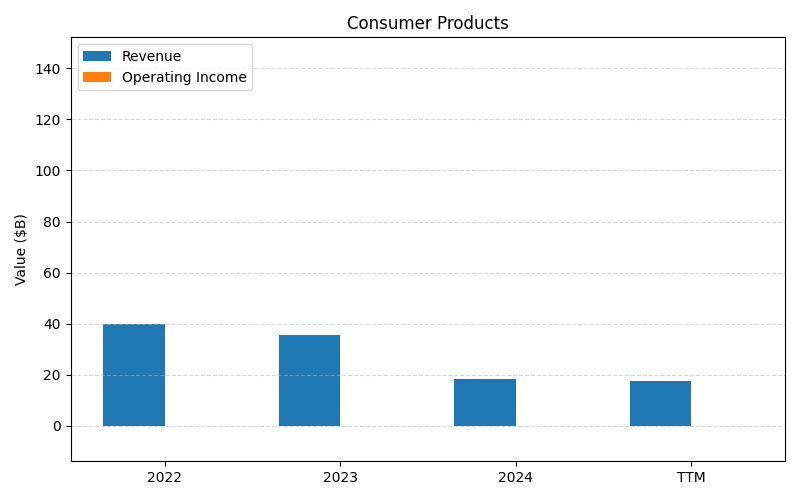 Consumer Products
Revenue
Operating Income
Value ($B)
140
120
100
80
60
40
20
0
2022 2023 2024 TTM